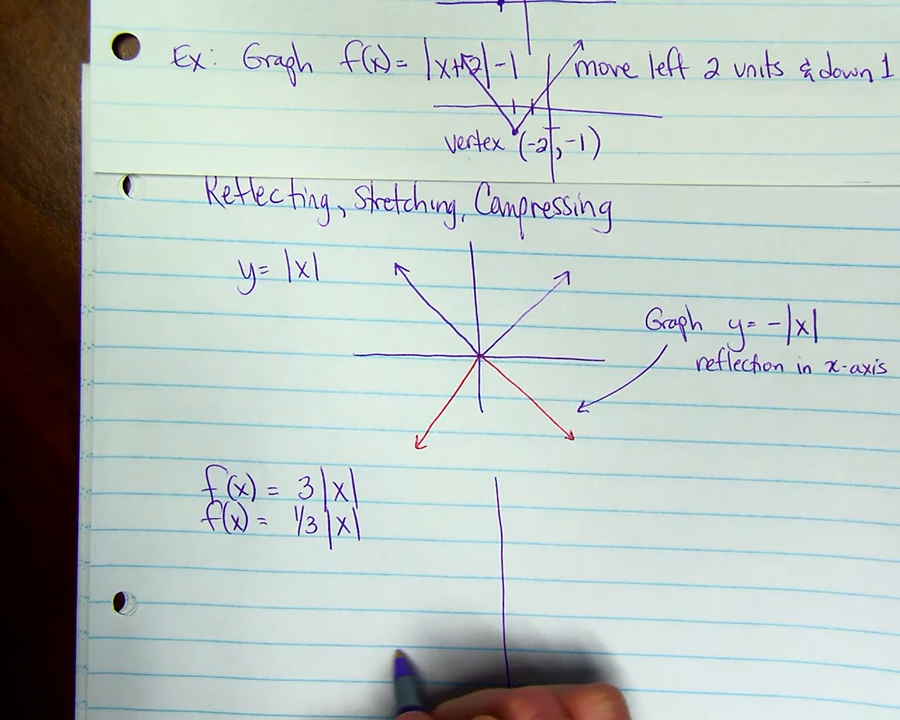 Ex: Graph f(x) = |x+2| - 1 move left 2 units & down 1
vertex (-2, -1)
Reflecting, Stretching, Compressing
y = |x|
Graph y = -|x|
reflection in x-axis
f(x) = 3|x|
f(x) = 1/3|x|